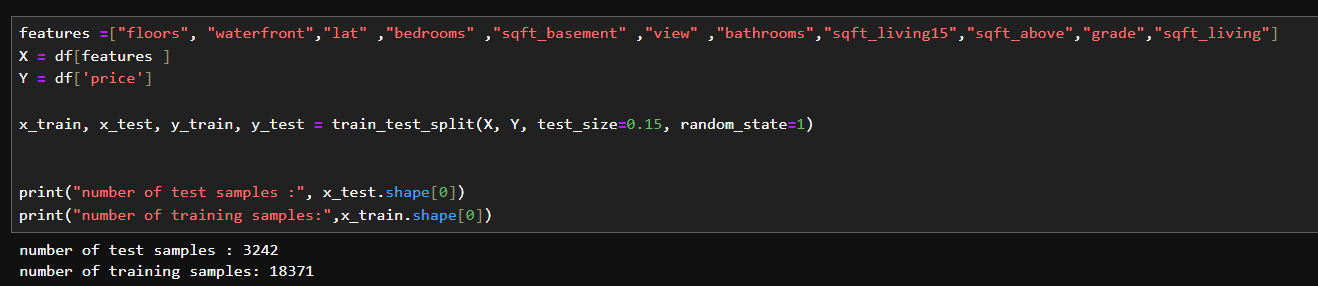 features =["floors", "waterfront","lat" ,"bedrooms" ,"sqft_basement" ,"view" ,"bathrooms","sqft_living15","sqft_above","grade","sqft_living"]
X = df[features ]
Y = df['price']
x_train, x_test, y_train, y_test = train_test_split(X, Y, test_size=0.15, random_state=1)
print("number of test samples :", x_test.shape[0])
print("number of training samples:",x_train.shape[0])
number of test samples : 3242
number of training samples: 18371